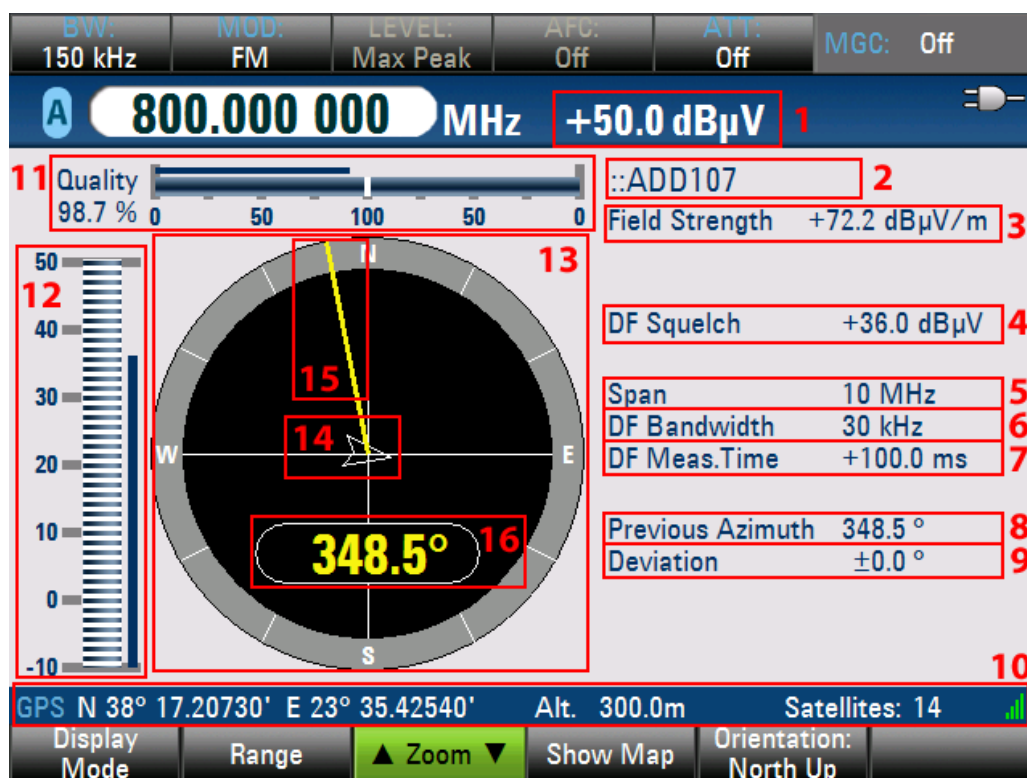 BW: MOD: LEVEL: AFC: ATT: MGC: Off
150 kHz FM Max Peak Off Off
A 800.000 000 MHz +50.0 dBµV 1
11 Quality ::ADD107 2
98.7 % 0 50 100 50 0 Field Strength +72.2 dBµV/m 3
50 N 13
12
40 DF Squelch +36.0 dBµV 4
15
30 Span 10 MHz 5
14 DF Bandwidth 30 kHz 6
20 W E DF Meas.Time +100.0 ms 7
10 Previous Azimuth 348.5 ° 8
348.5° 16 Deviation ±0.0 ° 9
0
S
-10 10
GPS N 38° 17.20730' E 23° 35.42540' Alt. 300.0m Satellites: 14
Display Mode Range ▲ Zoom ▼ Show Map Orientation: North Up